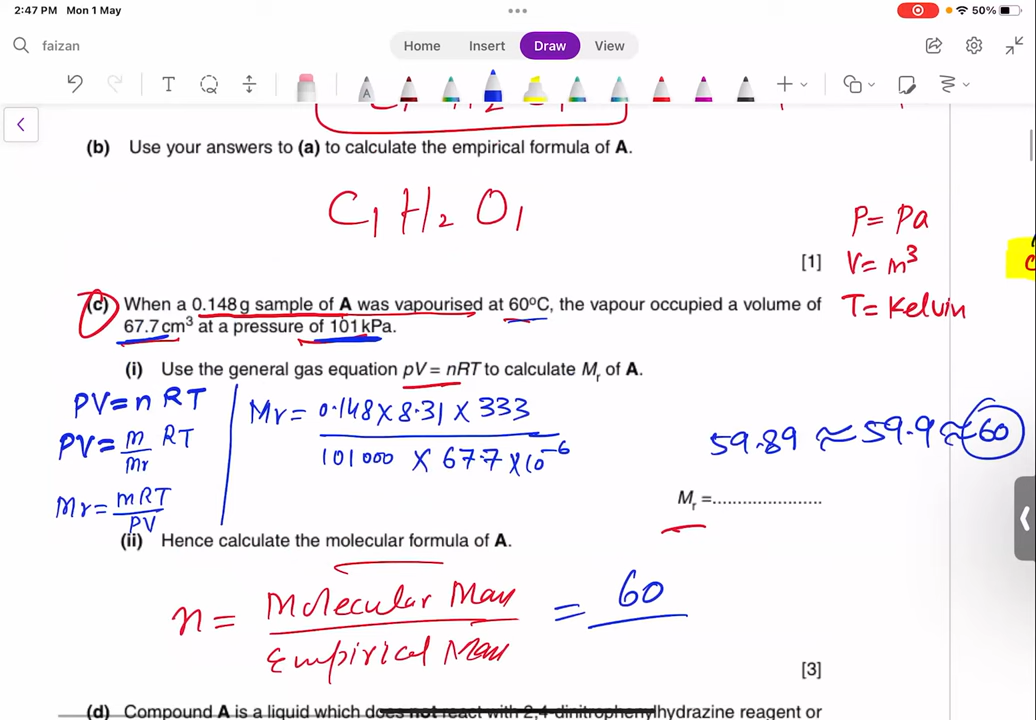 2:47 PM Mon 1 May
50%
faizan
Home Insert Draw View
(b) Use your answers to (a) to calculate the empirical formula of A.
C1 H2 O1
[1]
P = Pa
V = m³
T = Kelvin
(c) When a 0.148 g sample of A was vapourised at 60°C, the vapour occupied a volume of
67.7 cm³ at a pressure of 101 kPa.
(i) Use the general gas equation pV = nRT to calculate Mr of A.
PV = n RT
PV = m/Mr RT
Mr = mRT/PV
Mr = 0.148 × 8.31 × 333
101000 × 67.7 × 10⁻⁶
59.89 ≈ 59.9 ≈ 60
Mr = ......................
(ii) Hence calculate the molecular formula of A.
n = Molecular Mass / Empirical Mass = 60
[3]
(d) Compound A is a liquid which does not react with 2,4-dinitrophenylhydrazine reagent or